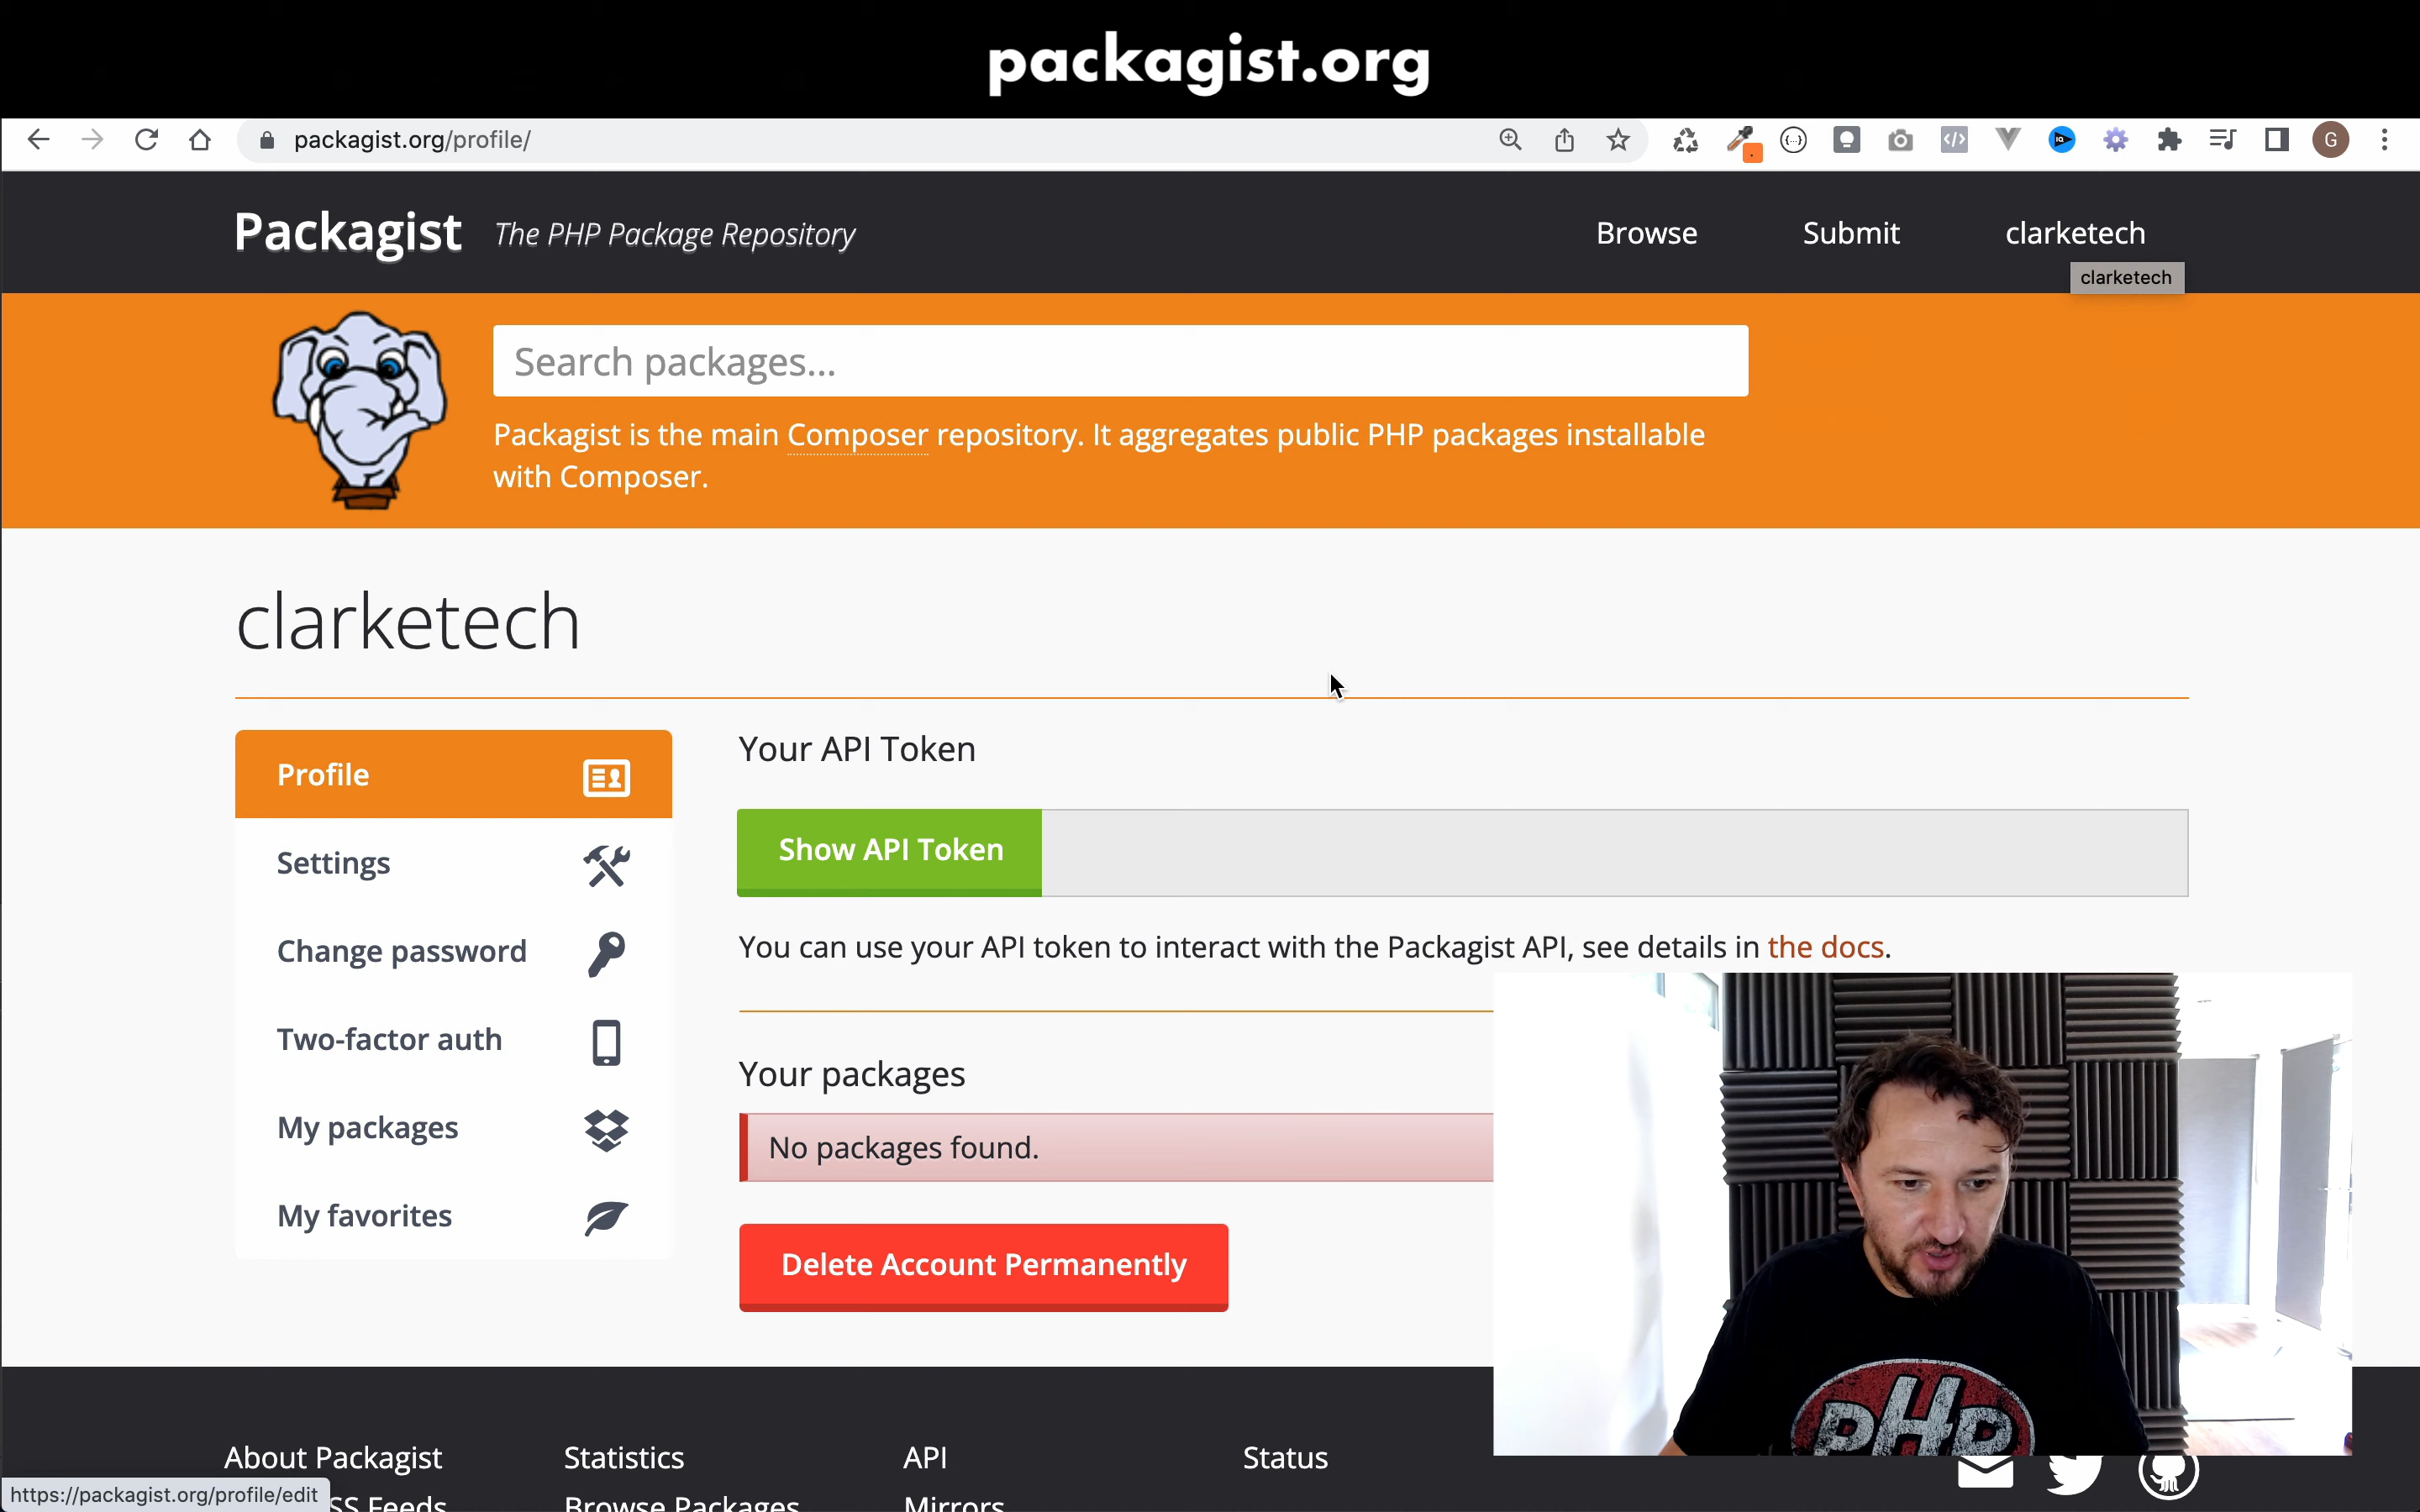 packagist.org
packagist.org/profile/
G
Packagist The PHP Package Repository Browse Submit clarketech
clarketech
Search packages...
Packagist is the main Composer repository. It aggregates public PHP packages installable
with Composer.
clarketech
Profile
Settings
Change password
Two-factor auth
My packages
My favorites
Your API Token
Show API Token
You can use your API token to interact with the Packagist API, see details in the docs.
Your packages
No packages found.
Delete Account Permanently
PHP
About Packagist Statistics API Status
https://packagist.org/profile/edit
SS Feeds Browse Packages Mirrors